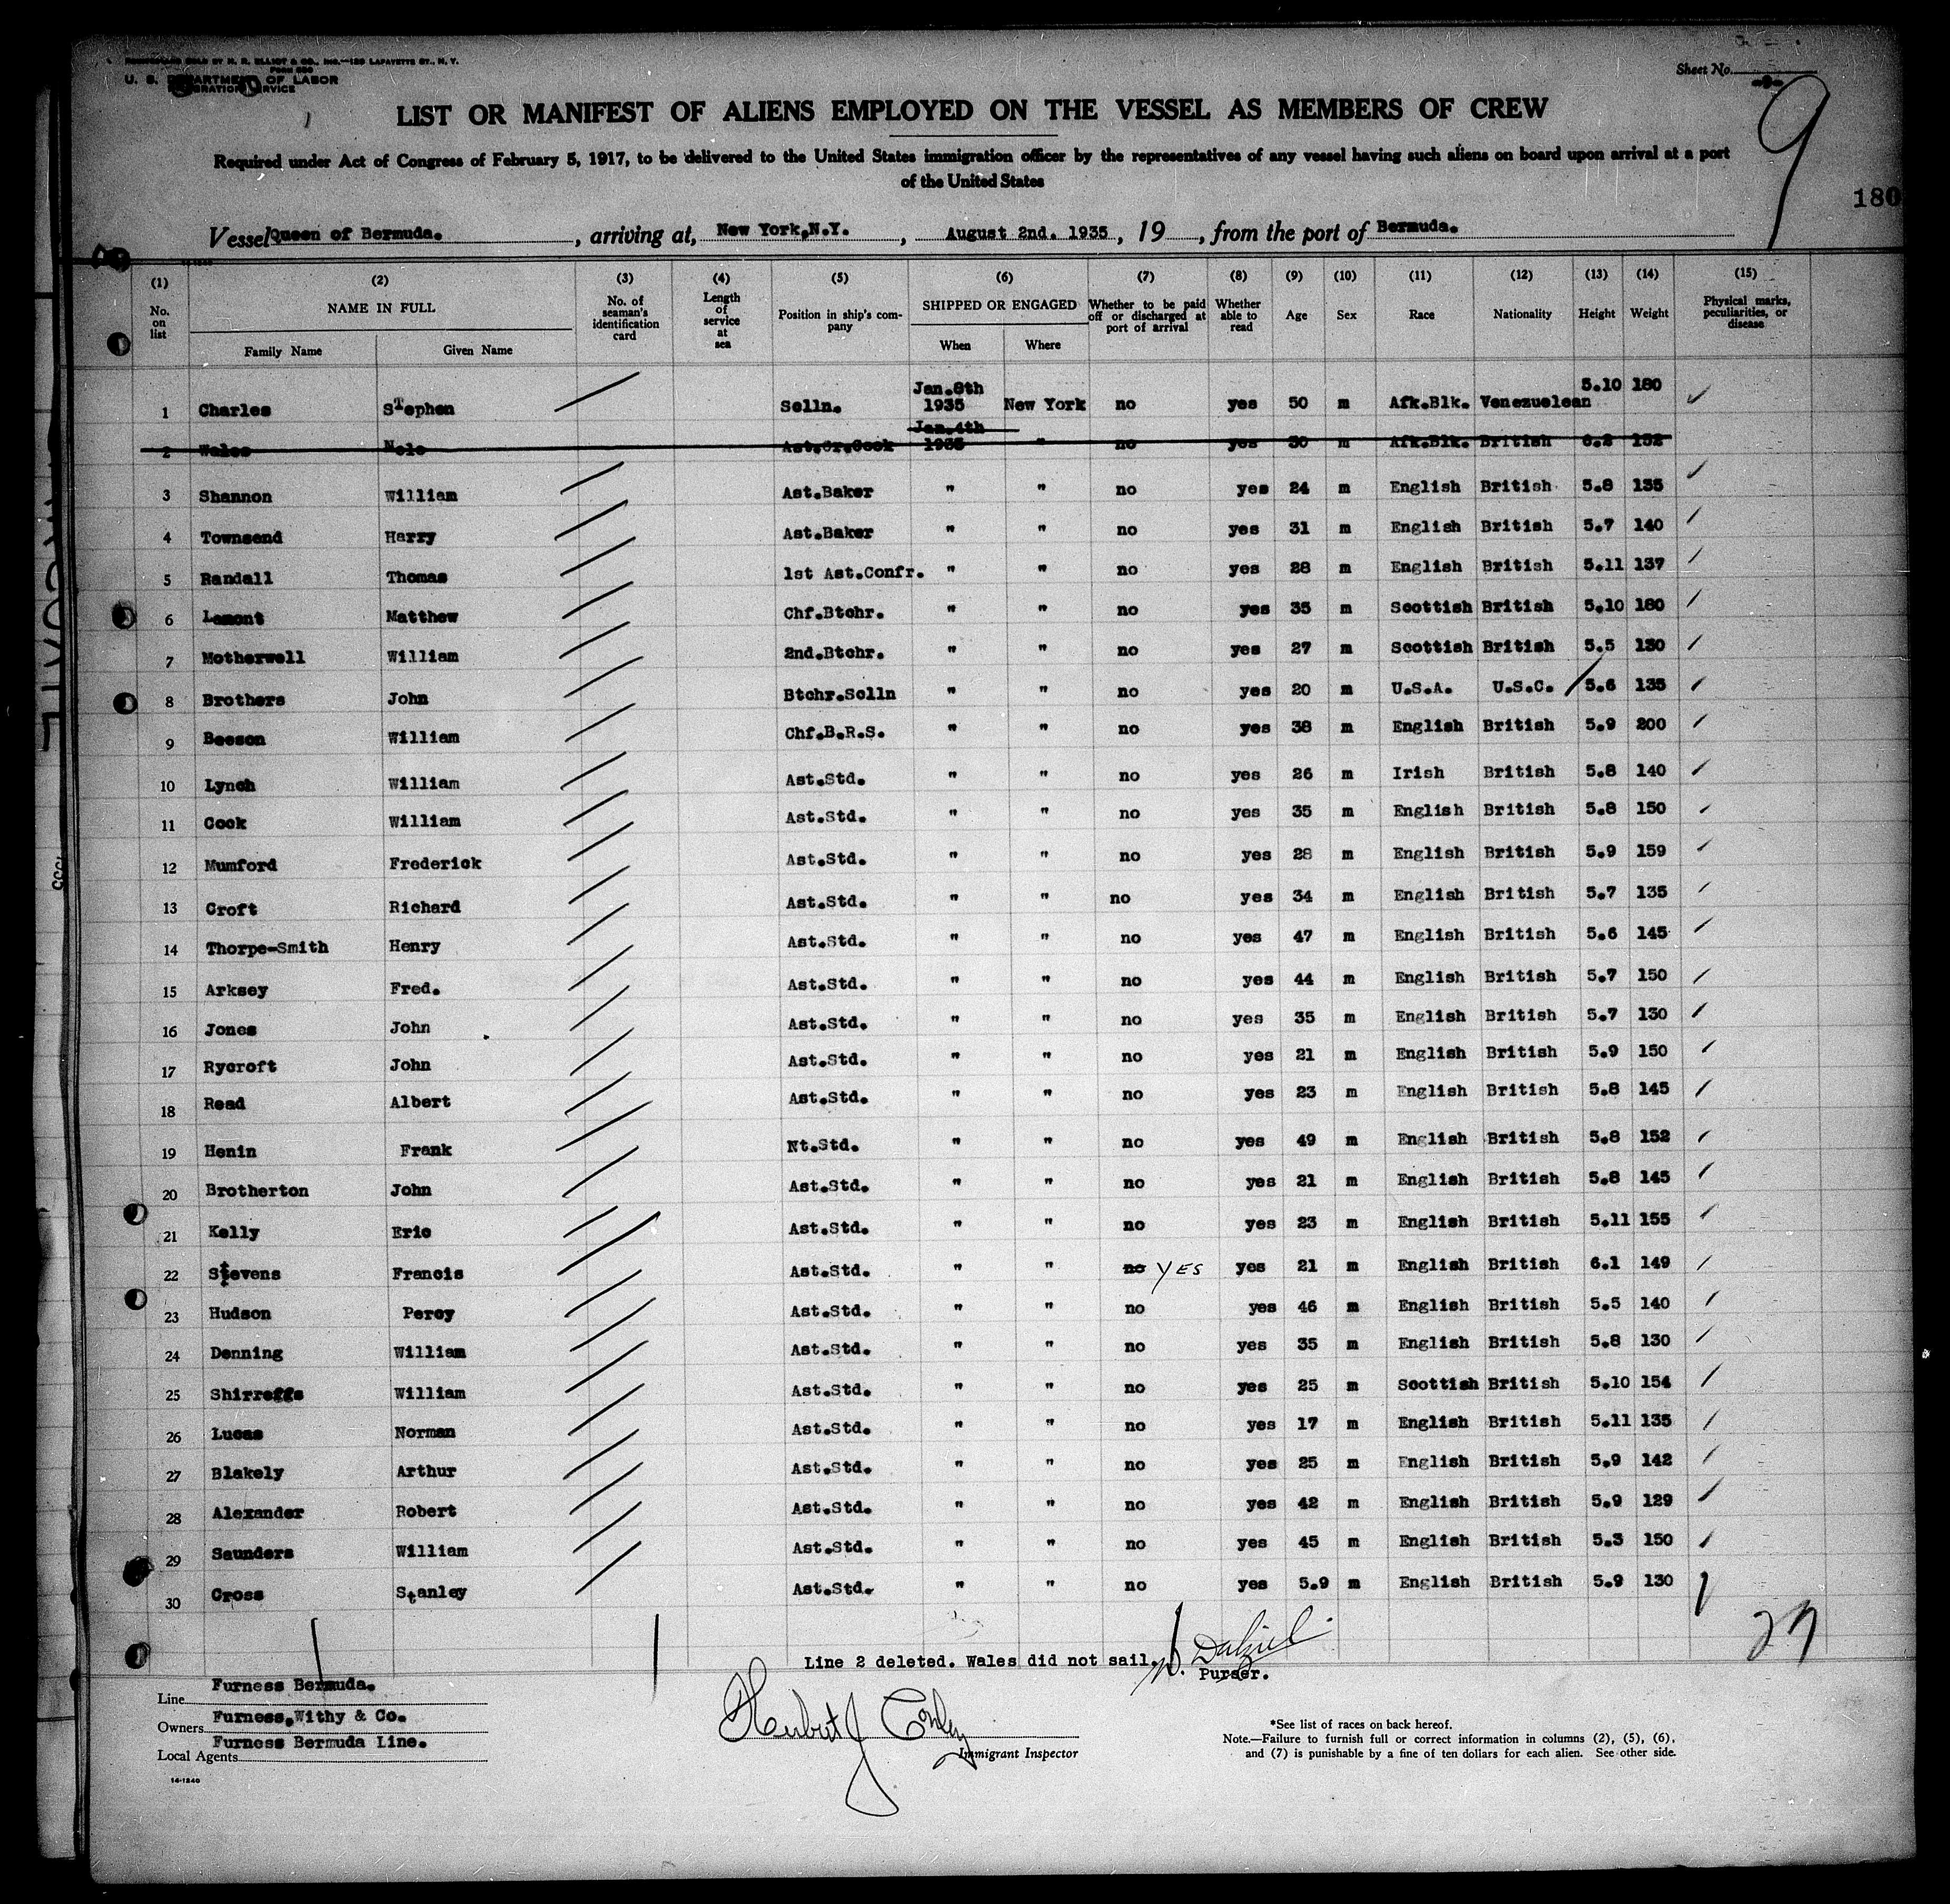 U. S. DEPARTMENT OF LABOR
Sheet No.
9
LIST OR MANIFEST OF ALIENS EMPLOYED ON THE VESSEL AS MEMBERS OF CREW
Required under Act of Congress of February 5, 1917, to be delivered to the United States immigration officer by the representatives of any vessel having such aliens on board upon arrival at a port
of the United States
180
Vessel Queen of Bermuda. , arriving at, New York,N.Y. , August 2nd. 1935 , 19 , from the port of Bermuda.
(1) (2) (3) (4) (5) (6) (7) (8) (9) (10) (11) (12) (13) (14) (15)
No. on list NAME IN FULL Family Name Given Name No. of seaman's identification card Length of service at sea Position in ship's company SHIPPED OR ENGAGED When Where Whether to be paid off or discharged at port of arrival Whether able to read Age Sex Race Nationality Height Weight Physical marks, peculiarities, or disease
1 Charles STephen Selln. Jan.8th 1935 New York no yes 50 m Afk.Blk. Venezuelean 5.10 180
2 Wales Ast.Cr.Cook Jan.4th 1935 " no yes 30 m Afk.Blk. British 6.2 152
3 Shannon William Ast.Baker " " no yes 24 m English British 5.8 135
4 Townsend Harry Ast.Baker " " no yes 31 m English British 5.7 140
5 Randall Thomas 1st Ast.Confr. " " no yes 28 m English British 5.11 137
6 Lamont Matthew Chf.Btchr. " " no yes 35 m Scottish British 5.10 180
7 Motherwell William 2nd.Btchr. " " no yes 27 m Scottish British 5.5 130
8 Brothers John Btchr.Selln " " no yes 20 m U.S.A. U.S.C. 5.6 135
9 Beeson William Chf.B.R.S. " " no yes 38 m English British 5.9 200
10 Lynch William Ast.Std. " " no yes 26 m Irish British 5.8 140
11 Cook William Ast.Std. " " no yes 35 m English British 5.8 150
12 Mumford Frederick Ast.Std. " " no yes 28 m English British 5.9 159
13 Croft Richard Ast.Std. " " no yes 34 m English British 5.7 135
14 Thorpe-Smith Henry Ast.Std. " " no yes 47 m English British 5.6 145
15 Arksey Fred. Ast.Std. " " no yes 44 m English British 5.7 150
16 Jones John Ast.Std. " " no yes 35 m English British 5.7 130
17 Rycroft John Ast.Std. " " no yes 21 m English British 5.9 150
18 Read Albert Ast.Std. " " no yes 23 m English British 5.8 145
19 Henin Frank Nt.Std. " " no yes 49 m English British 5.8 152
20 Brotherton John Ast.Std. " " no yes 21 m English British 5.8 145
21 Kelly Eric Ast.Std. " " no yes 23 m English British 5.11 155
22 Stevens Francis Ast.Std. " " no YES yes 21 m English British 6.1 149
23 Hudson Percy Ast.Std. " " no yes 46 m English British 5.5 140
24 Denning William Ast.Std. " " no yes 35 m English British 5.8 130
25 Shirreffs William Ast.Std. " " no yes 25 m Scottish British 5.10 154
26 Lucas Norman Ast.Std. " " no yes 17 m English British 5.11 135
27 Blakely Arthur Ast.Std. " " no yes 25 m English British 5.9 142
28 Alexander Robert Ast.Std. " " no yes 42 m English British 5.9 129
29 Saunders William Ast.Std. " " no yes 45 m English British 5.3 150
30 Cross Stanley Ast.Std. " " no yes 5.9 m English British 5.9 130
Line 2 deleted. Wales did not sail. Dalziel
Purser.
Line Furness Bermuda.
Owners Furness,Withy & Co.
Local Agents Furness Bermuda Line.
Herbert J Conley
Immigrant Inspector
*See list of races on back hereof.
Note.—Failure to furnish full or correct information in columns (2), (5), (6),
and (7) is punishable by a fine of ten dollars for each alien. See other side.
14-1240